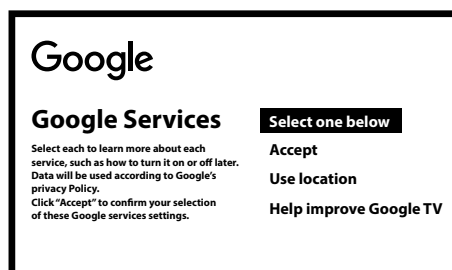 Google
Google Services
Select each to learn more about each
service, such as how to turn it on or off later.
Data will be used according to Google's
privacy Policy.
Click "Accept" to confirm your selection
of these Google services settings.
Select one below
Accept
Use location
Help improve Google TV